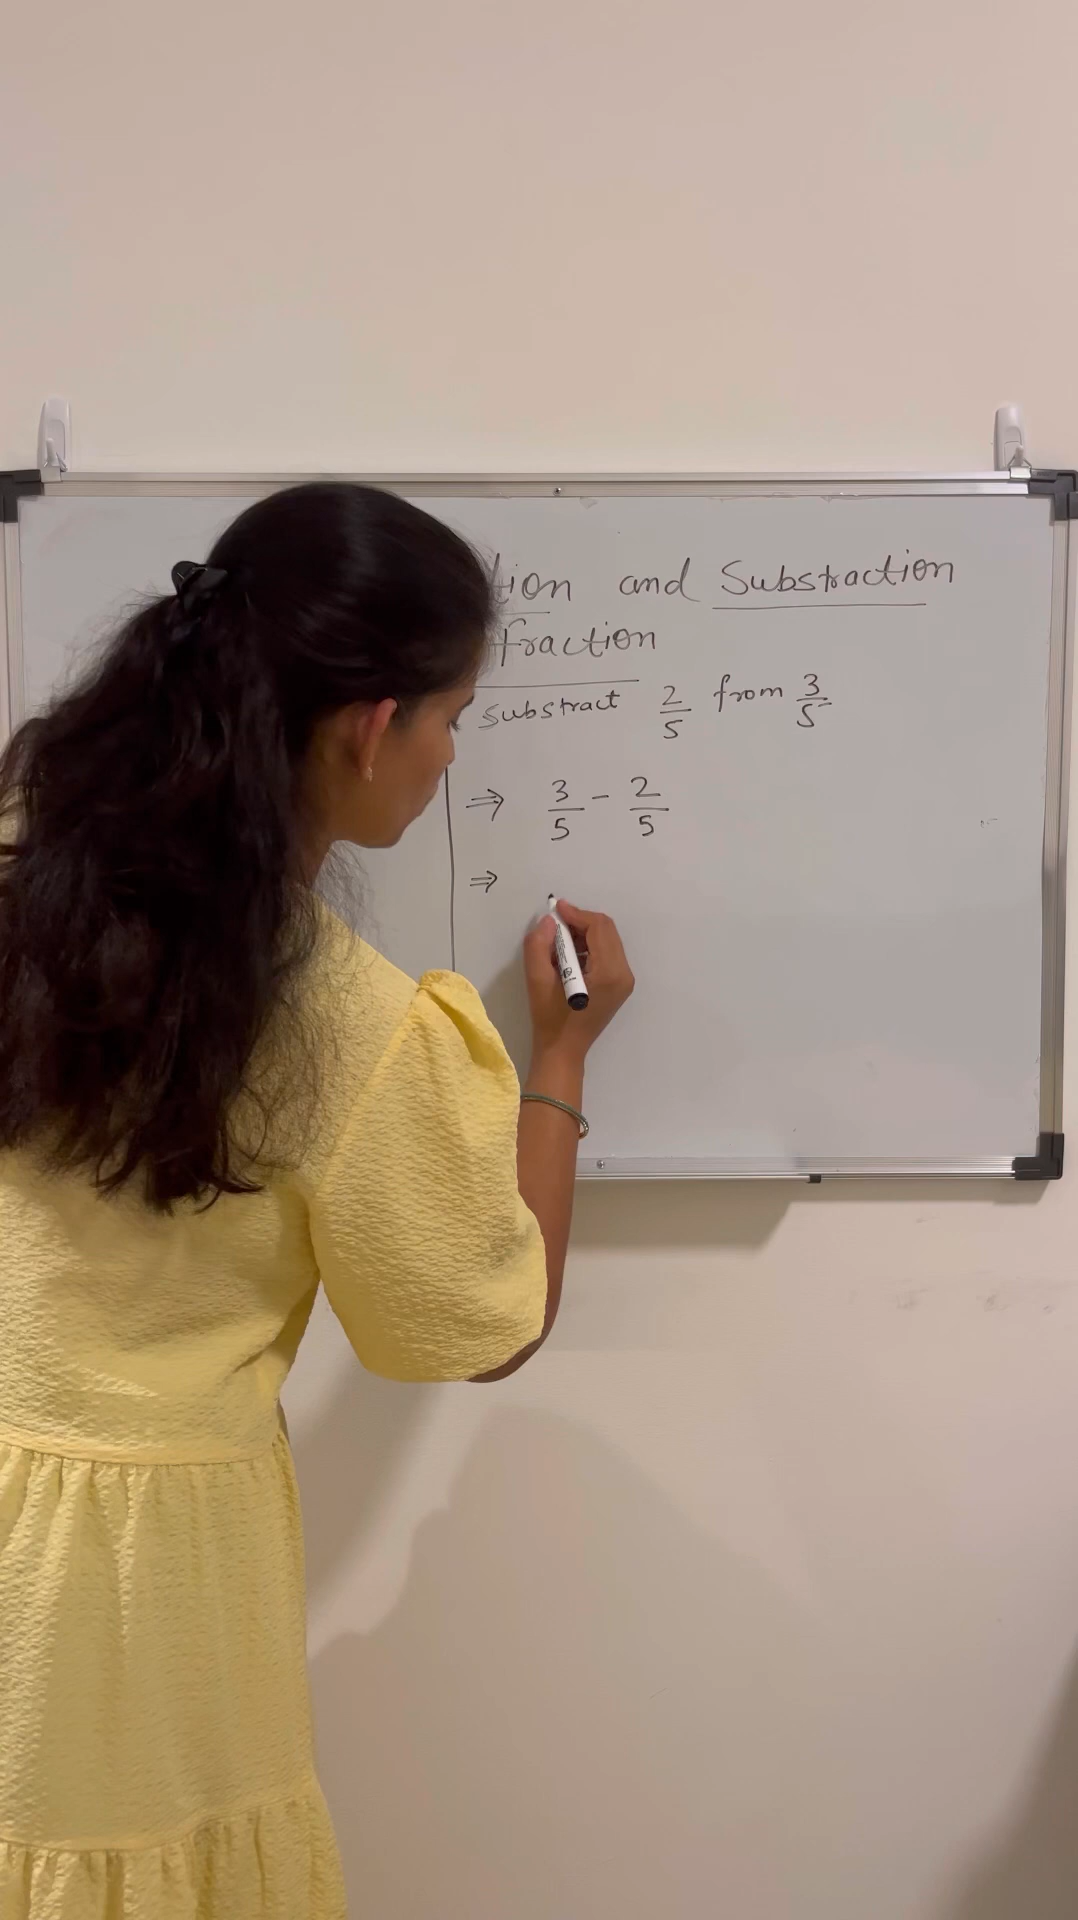 tion and Substraction
fraction
substract 2/5 from 3/5
⇒ 3/5 - 2/5
⇒